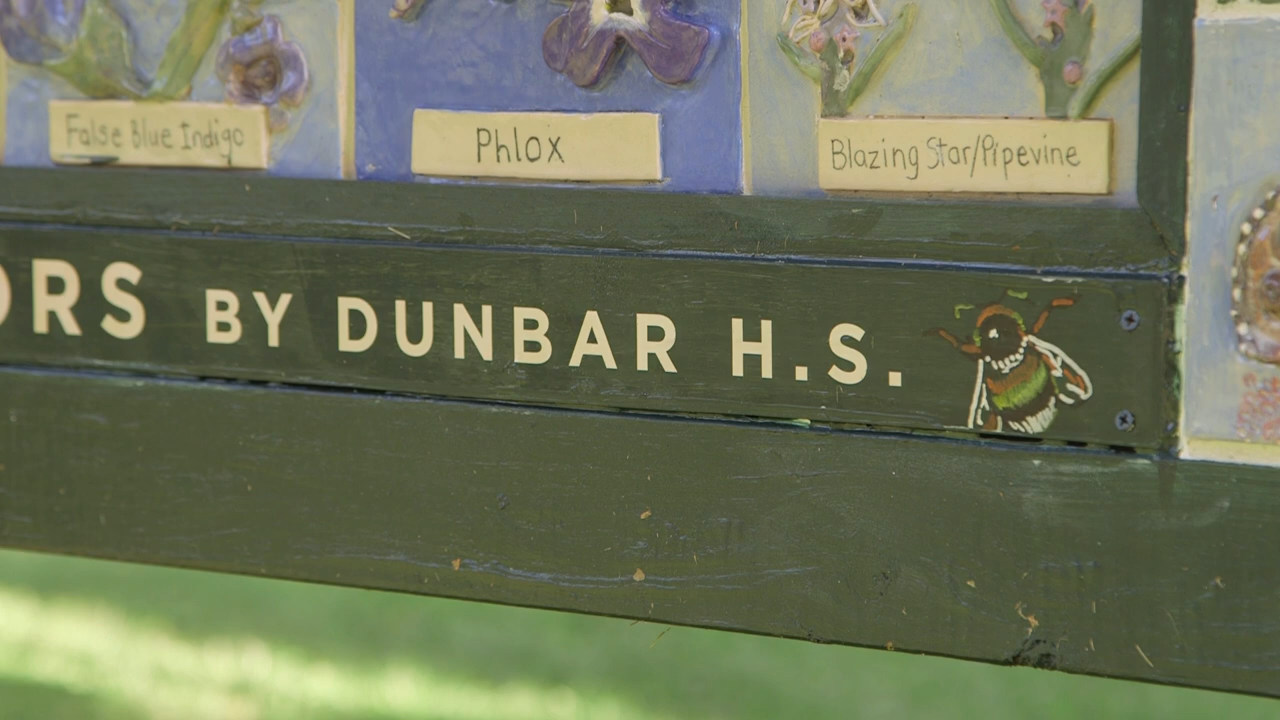 False Blue Indigo
Phlox
Blazing Star/Pipevine
ORS BY DUNBAR H.S.